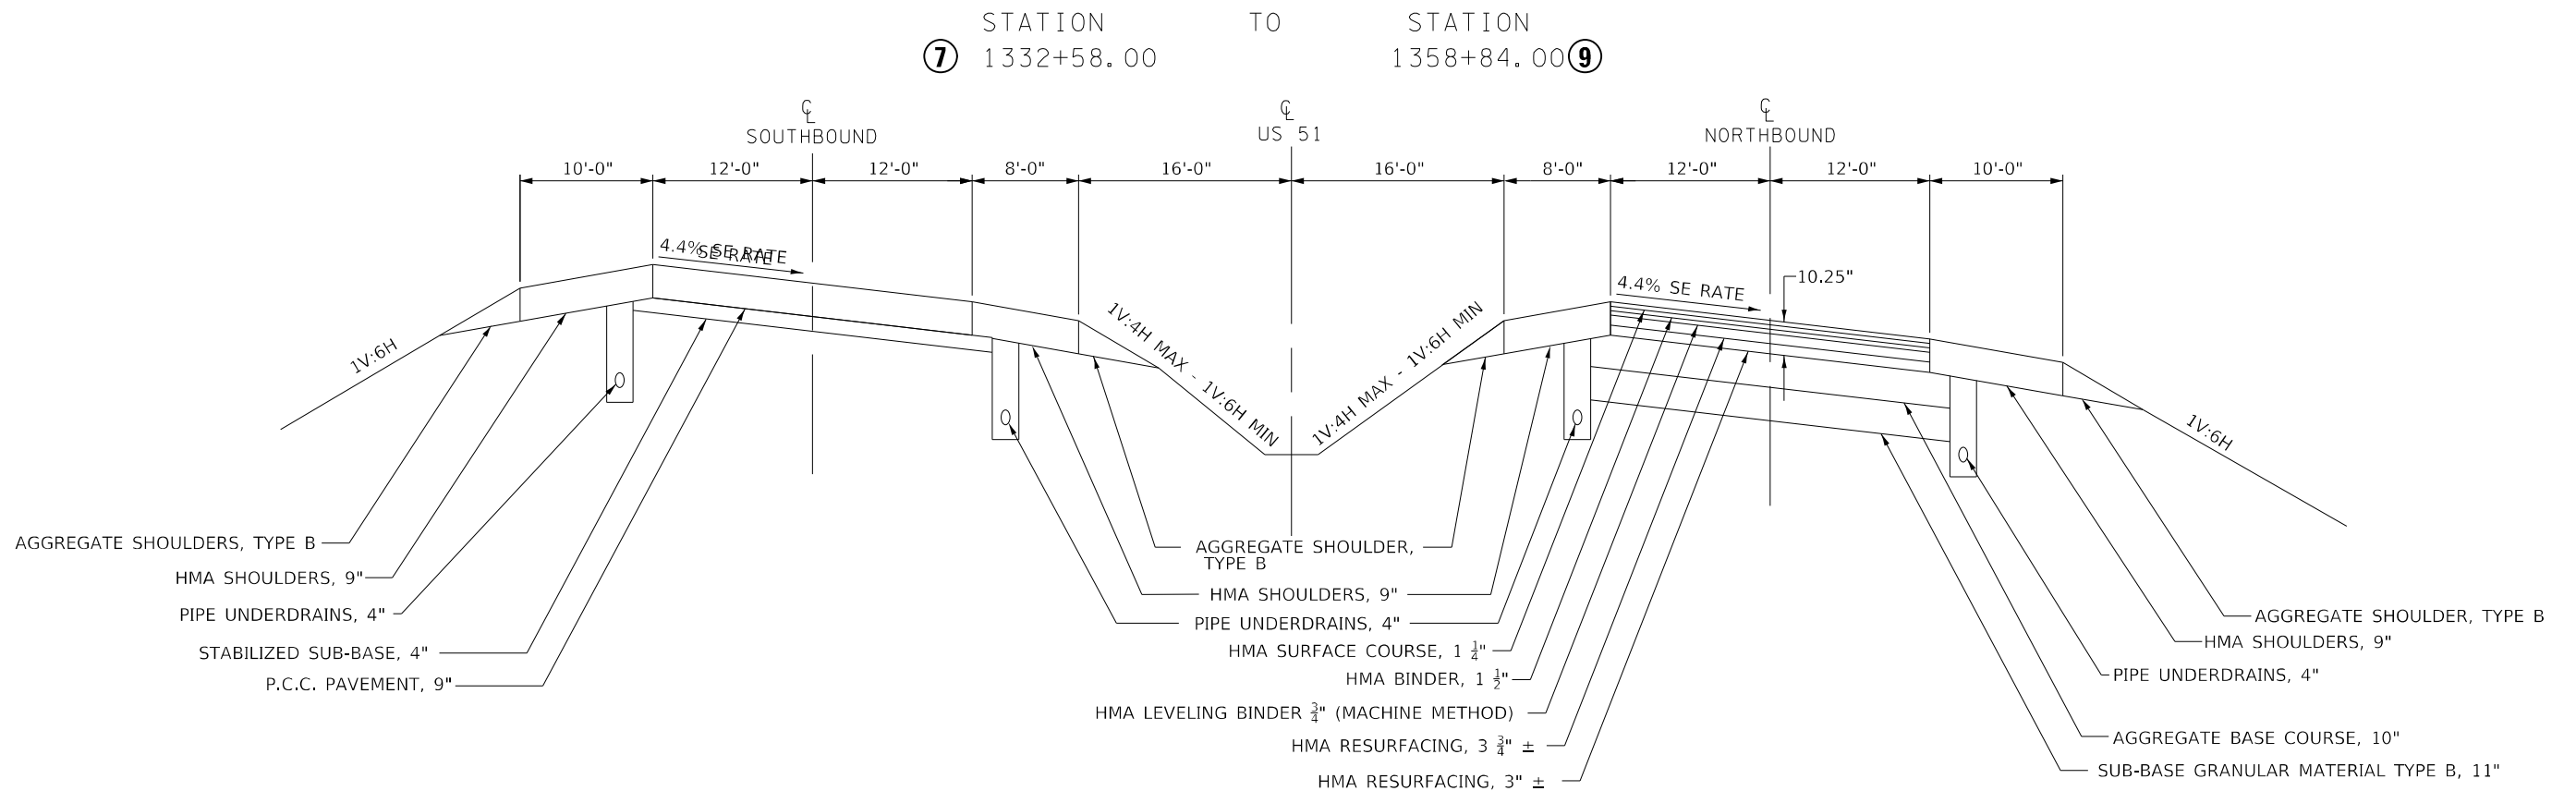 STATION TO STATION
7 1332+58.00 1358+84.00 9
℄ ℄ ℄
SOUTHBOUND US 51 NORTHBOUND
10'-0" 12'-0" 12'-0" 8'-0" 16'-0" 16'-0" 8'-0" 12'-0" 12'-0" 10'-0"
4.4% SE RATE
SE RATE
4.4% SE RATE
10.25"
1V:6H
1V:4H MAX - 1V:6H MIN
1V:4H MAX - 1V:6H MIN
1V:6H
AGGREGATE SHOULDERS, TYPE B
HMA SHOULDERS, 9"
PIPE UNDERDRAINS, 4"
STABILIZED SUB-BASE, 4"
P.C.C. PAVEMENT, 9"
AGGREGATE SHOULDER,
TYPE B
HMA SHOULDERS, 9"
PIPE UNDERDRAINS, 4"
HMA SURFACE COURSE, 1 1/4"
HMA BINDER, 1 1/2"
HMA LEVELING BINDER 3/4" (MACHINE METHOD)
HMA RESURFACING, 3 3/4" ±
HMA RESURFACING, 3" ±
AGGREGATE SHOULDER, TYPE B
HMA SHOULDERS, 9"
PIPE UNDERDRAINS, 4"
AGGREGATE BASE COURSE, 10"
SUB-BASE GRANULAR MATERIAL TYPE B, 11"